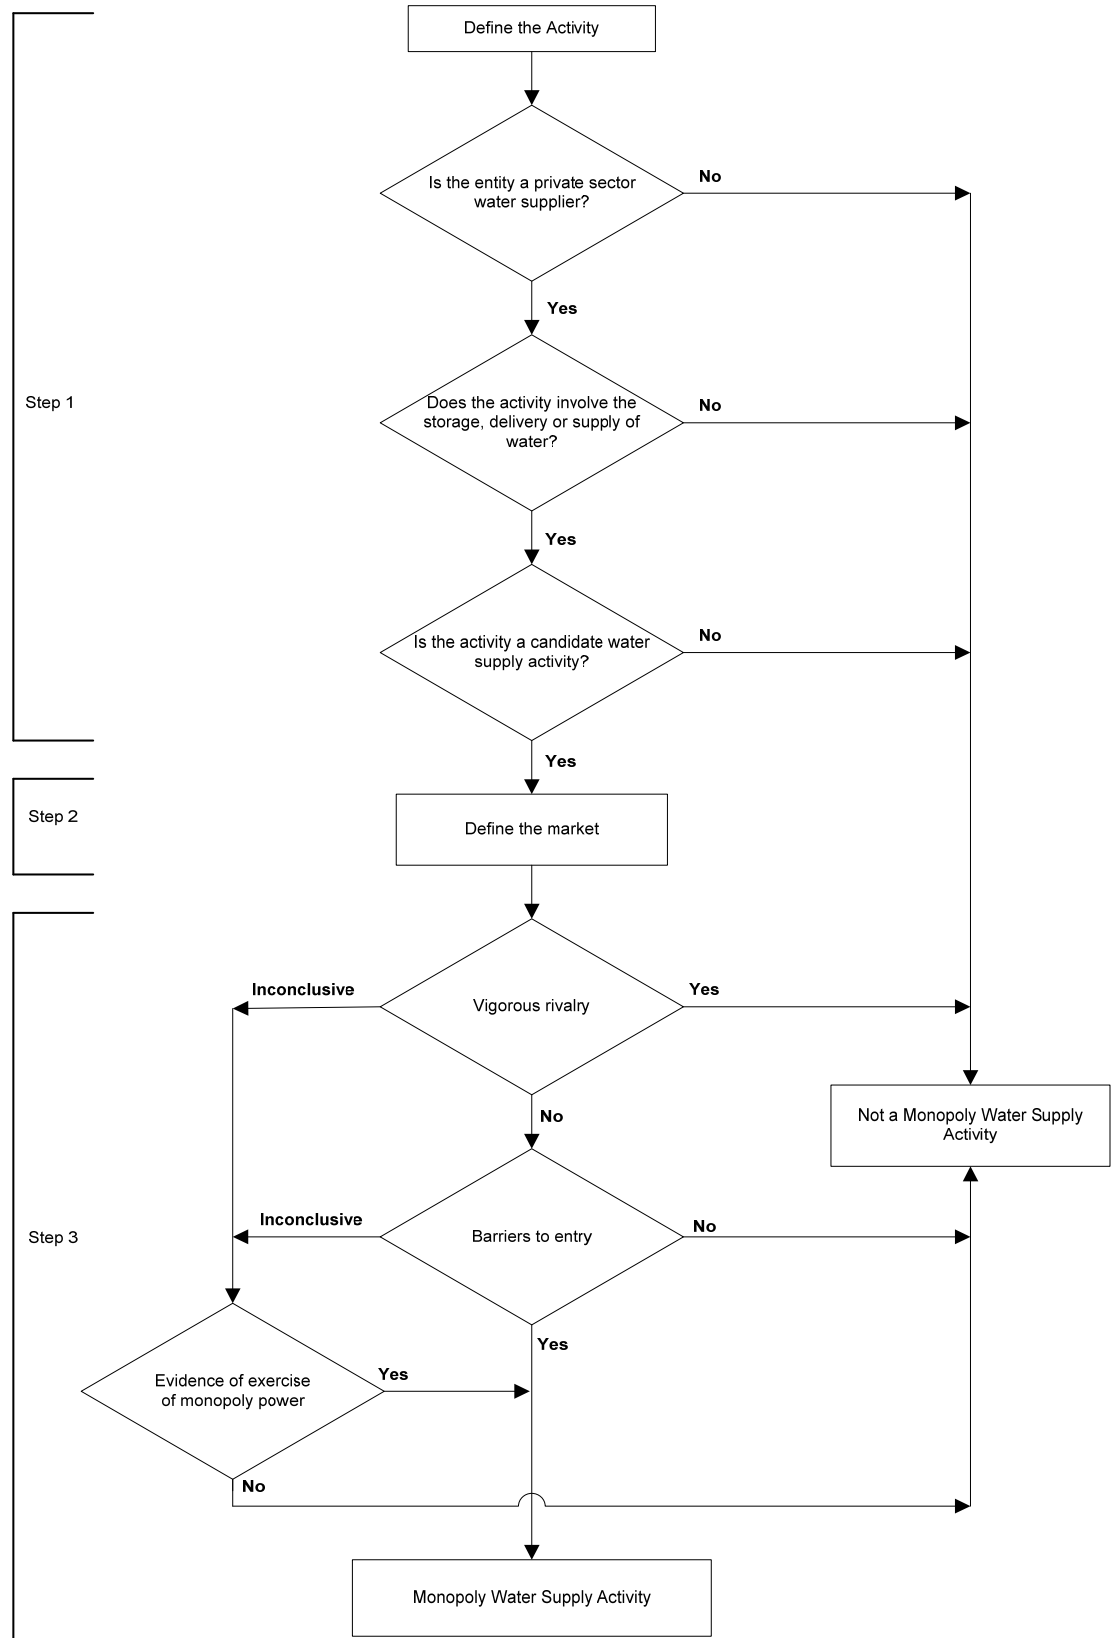 Define the Activity
Is the entity a private sector
water supplier?
No
Yes
Step 1
Does the activity involve the
storage, delivery or supply of
water?
No
Yes
Is the activity a candidate water
supply activity?
No
Yes
Step 2
Define the market
Inconclusive
Vigorous rivalry
Yes
No
Not a Monopoly Water Supply
Activity
Step 3
Inconclusive
Barriers to entry
No
Yes
Evidence of exercise
of monopoly power
Yes
No
Monopoly Water Supply Activity